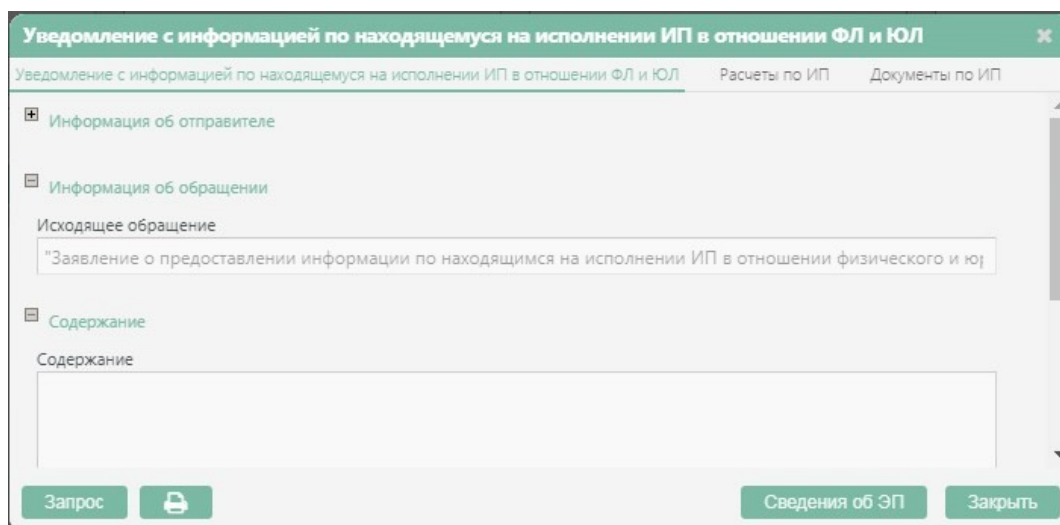 Уведомление с информацией по находящемуся на исполнении ИП в отношении ФЛ и ЮЛ
Уведомление с информацией по находящемуся на исполнении ИП в отношении ФЛ и ЮЛ Расчеты по ИП Документы по ИП
Информация об отправителе
Информация об обращении
Исходящее обращение
"Заявление о предоставлении информации по находящимся на исполнении ИП в отношении физического и
Содержание
Содержание
Запрос Сведения об ЭП Закрыть